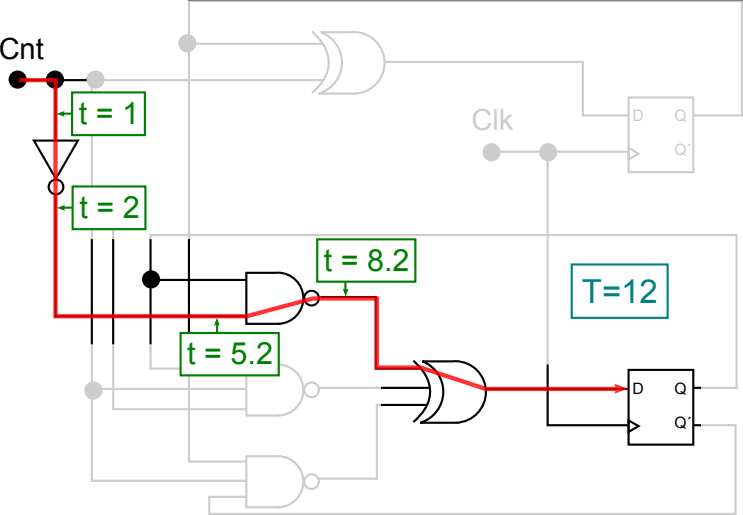 Cnt
t = 1
Clk
D Q
Q´
t = 2
t = 8.2
T=12
t = 5.2
D Q
Q´